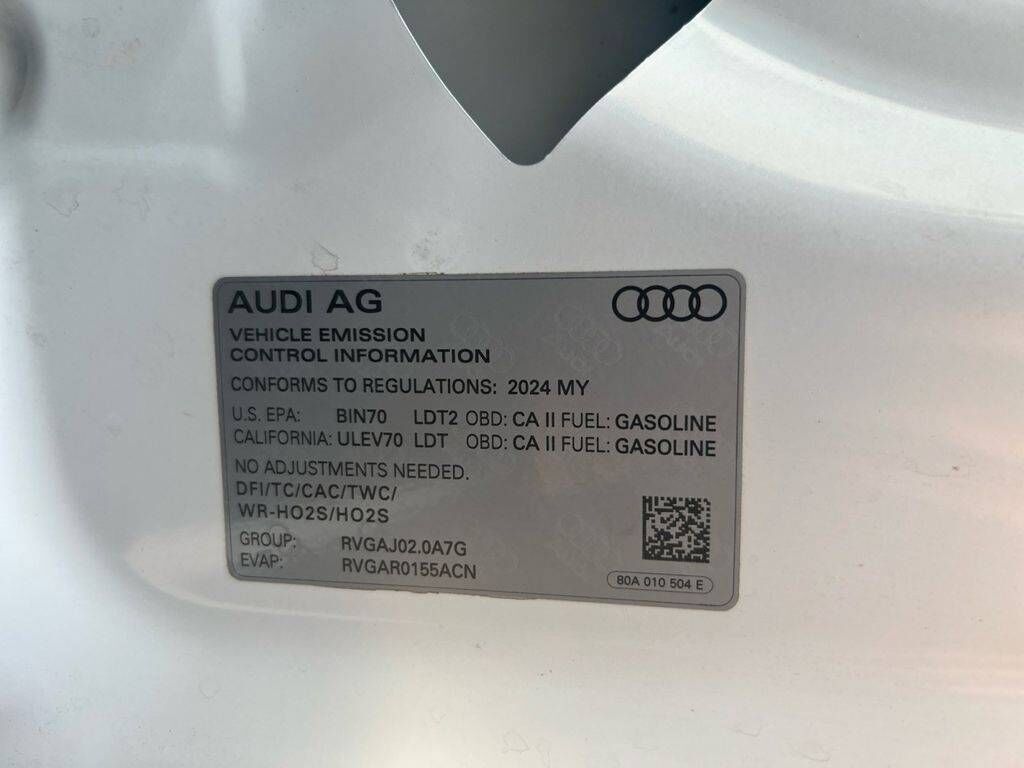 AUDI AG
VEHICLE EMISSION
CONTROL INFORMATION
CONFORMS TO REGULATIONS: 2024 MY
U.S. EPA: BIN70 LDT2 OBD: CA II FUEL: GASOLINE
CALIFORNIA: ULEV70 LDT OBD: CA II FUEL: GASOLINE
NO ADJUSTMENTS NEEDED.
DFI/TC/CAC/TWC/
WR-HO2S/HO2S
GROUP: RVGAJ02.0A7G
EVAP: RVGAR0155ACN
80A 010 504 E